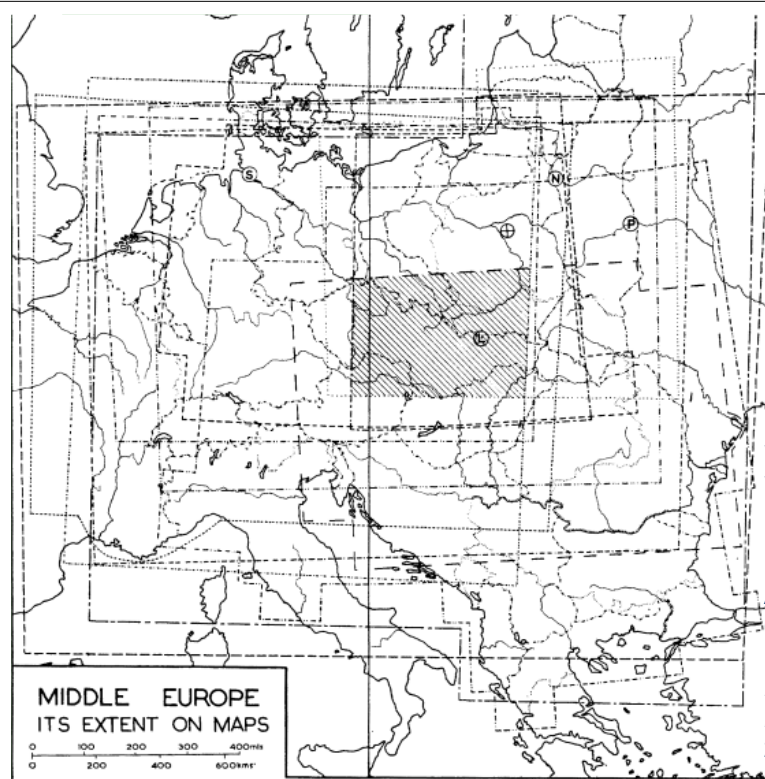 S
N
P
L
MIDDLE EUROPE
ITS EXTENT ON MAPS
0 100 200 300 400mls
0 200 400 600kms